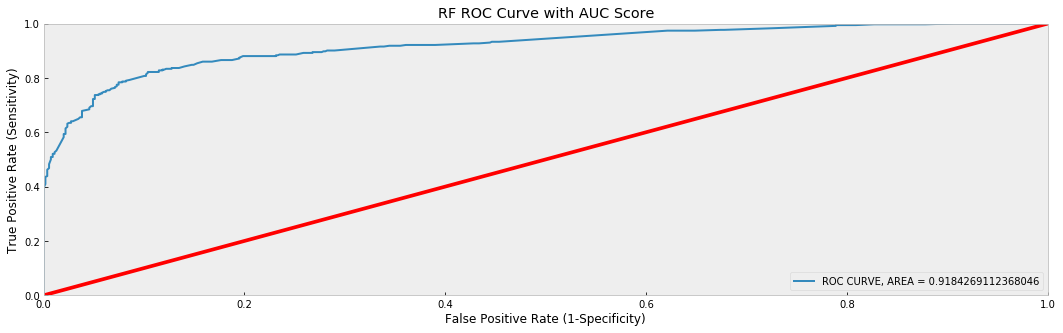 RF ROC Curve with AUC Score
True Positive Rate (Sensitivity)
1.0
0.8
0.6
0.4
0.2
0.0
ROC CURVE, AREA = 0.9184269112368046
0.0 0.2 0.4 0.6 0.8 1.0
False Positive Rate (1-Specificity)